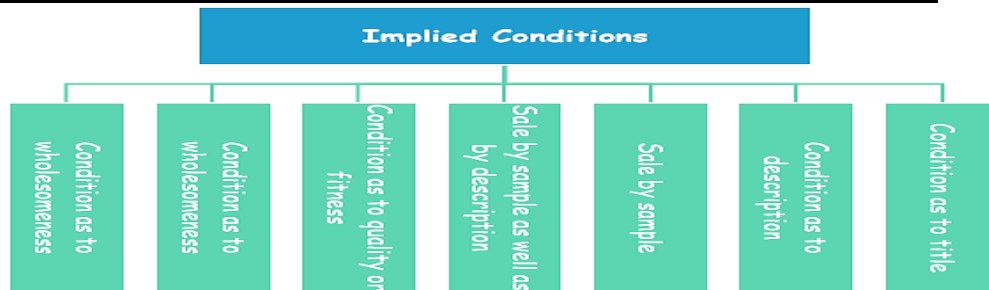 Implied Conditions
Condition as to
wholesomeness
Condition as to
wholesomeness
Condition as to quality or
fitness
Sale by sample as well as
by description
Sale by sample
Condition as to
description
Condition as to title